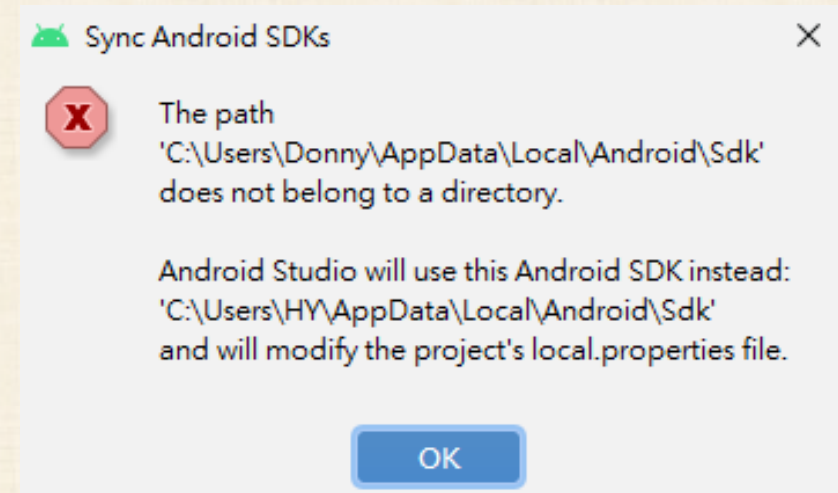 Sync Android SDKs
X
The path
'C:\Users\Donny\AppData\Local\Android\Sdk'
does not belong to a directory.
Android Studio will use this Android SDK instead:
'C:\Users\HY\AppData\Local\Android\Sdk'
and will modify the project's local.properties file.
OK